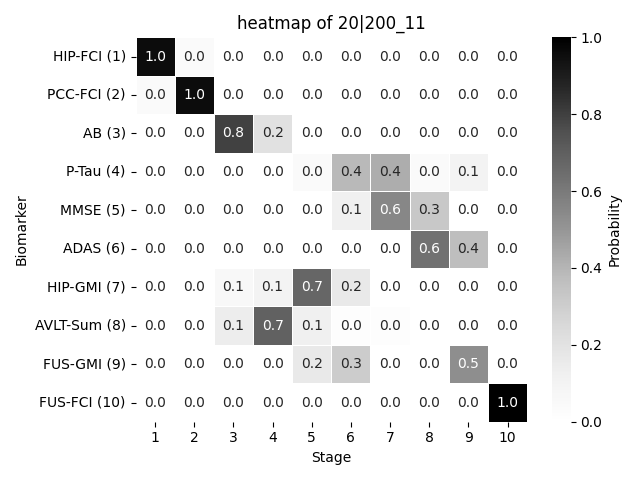 heatmap of 20|200_11
HIP-FCI (1) 1.0 0.0 0.0 0.0 0.0 0.0 0.0 0.0 0.0 0.0
PCC-FCI (2) 0.0 1.0 0.0 0.0 0.0 0.0 0.0 0.0 0.0 0.0
AB (3) 0.0 0.0 0.8 0.2 0.0 0.0 0.0 0.0 0.0 0.0
P-Tau (4) 0.0 0.0 0.0 0.0 0.0 0.4 0.4 0.0 0.1 0.0
MMSE (5) 0.0 0.0 0.0 0.0 0.0 0.1 0.6 0.3 0.0 0.0
ADAS (6) 0.0 0.0 0.0 0.0 0.0 0.0 0.0 0.6 0.4 0.0
HIP-GMI (7) 0.0 0.0 0.1 0.1 0.7 0.2 0.0 0.0 0.0 0.0
AVLT-Sum (8) 0.0 0.0 0.1 0.7 0.1 0.0 0.0 0.0 0.0 0.0
FUS-GMI (9) 0.0 0.0 0.0 0.0 0.2 0.3 0.0 0.0 0.5 0.0
FUS-FCI (10) 0.0 0.0 0.0 0.0 0.0 0.0 0.0 0.0 0.0 1.0
1 2 3 4 5 6 7 8 9 10
Stage
Biomarker
1.0
0.8
0.6
0.4
0.2
0.0
Probability